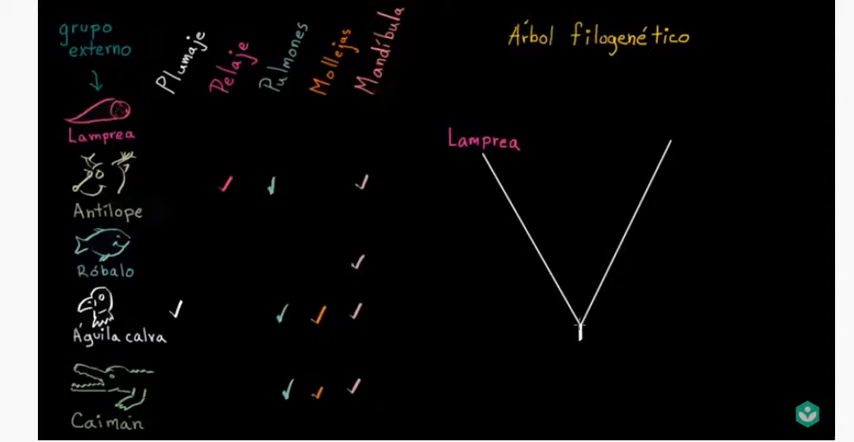 grupo
externo
Plumaje
Pelaje
Pulmones
Mollejas
Mandíbula
Árbol filogenético
Lamprea
Lamprea
Antílope
Róbalo
Águila calva
Caimán